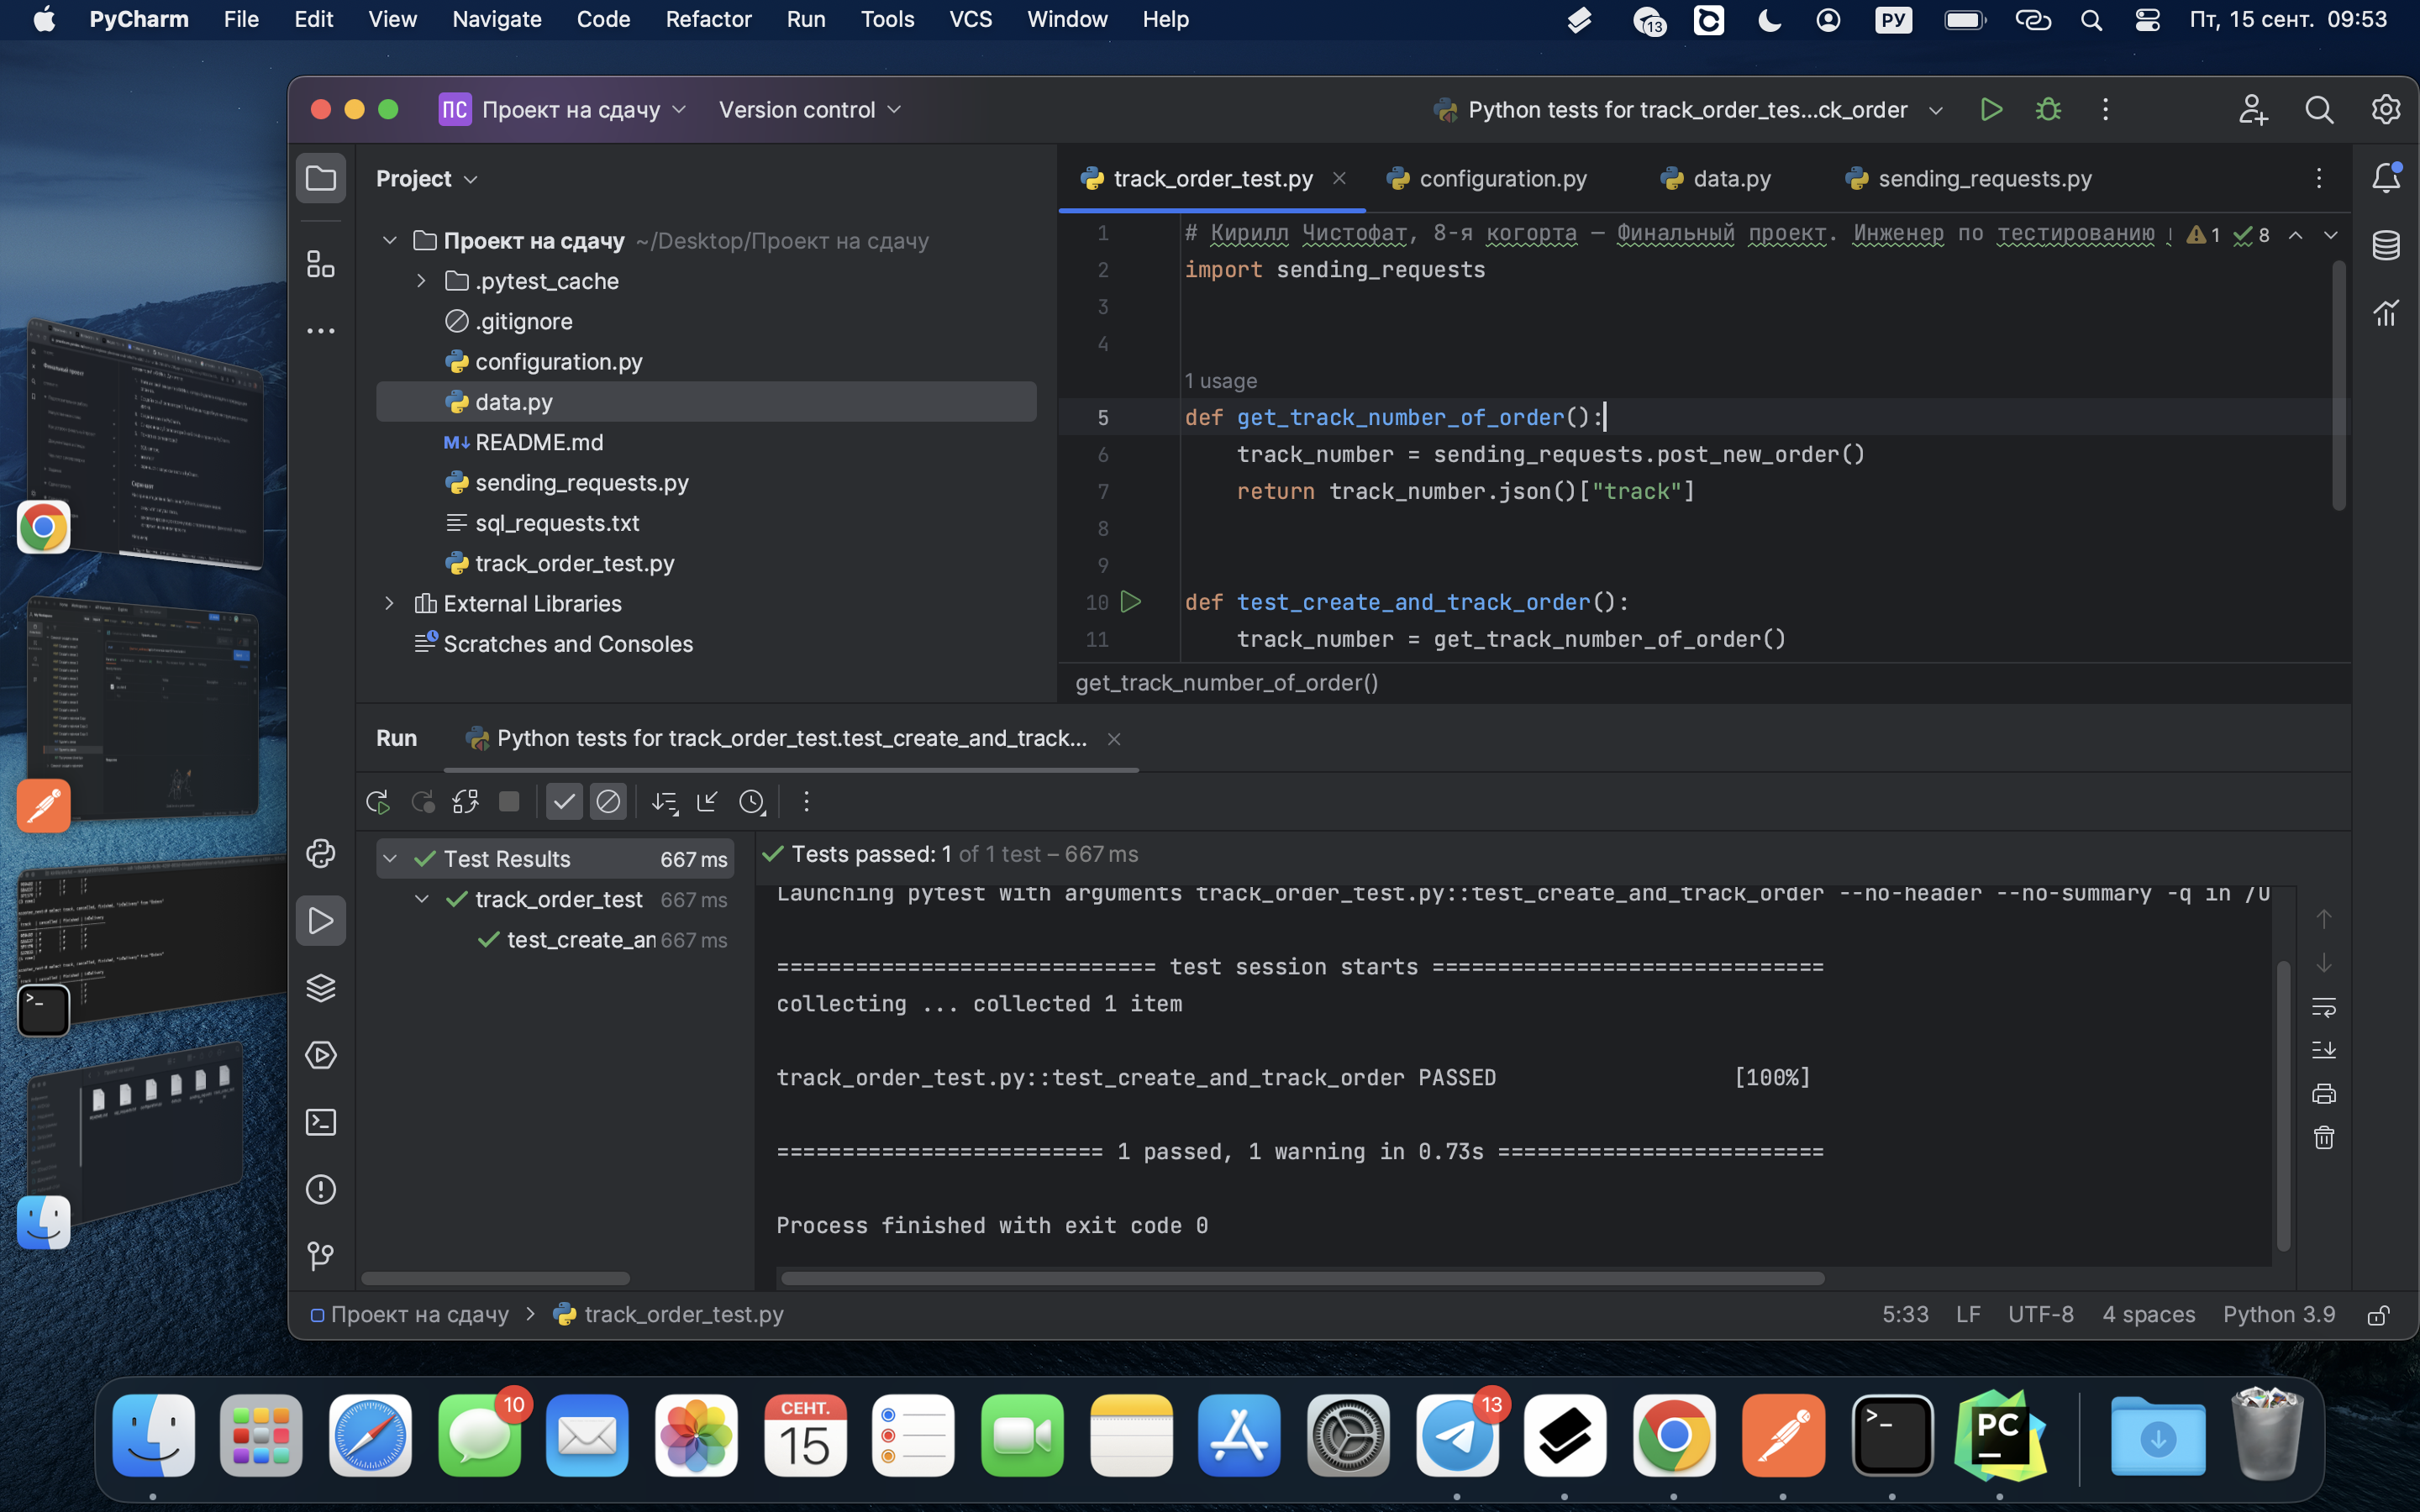 PyCharm File Edit View Navigate Code Refactor Run Tools VCS Window Help 13 РУ Пт, 15 сент. 09:53
ПС Проект на сдачу Version control Python tests for track_order_tes...ck_order
Project
track_order_test.py configuration.py data.py sending_requests.py
Проект на сдачу ~/Desktop/Проект на сдачу
.pytest_cache
.gitignore
configuration.py
data.py
M↓ README.md
sending_requests.py
sql_requests.txt
track_order_test.py
External Libraries
Scratches and Consoles
1 # Кирилл Чистофат, 8-я когорта — Финальный проект. Инженер по тестированию 1 8
2 import sending_requests
3
4
1 usage
5 def get_track_number_of_order():
6 track_number = sending_requests.post_new_order()
7 return track_number.json()["track"]
8
9
10 def test_create_and_track_order():
11 track_number = get_track_number_of_order()
get_track_number_of_order()
Run Python tests for track_order_test.test_create_and_track...
Test Results 667 ms
track_order_test 667 ms
test_create_an 667 ms
Tests passed: 1 of 1 test – 667 ms
Launching pytest with arguments track_order_test.py::test_create_and_track_order --no-header --no-summary -q in /U
============================= test session starts ==============================
collecting ... collected 1 item
track_order_test.py::test_create_and_track_order PASSED [100%]
========================= 1 passed, 1 warning in 0.73s =========================
Process finished with exit code 0
Проект на сдачу > track_order_test.py 5:33 LF UTF-8 4 spaces Python 3.9
10
СЕНТ.
15
13
PC